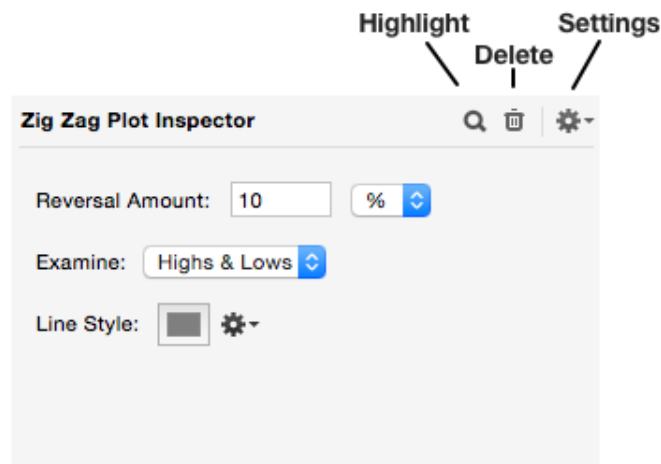 Highlight Settings
Delete
Zig Zag Plot Inspector
Reversal Amount: 10 %
Examine: Highs & Lows
Line Style: